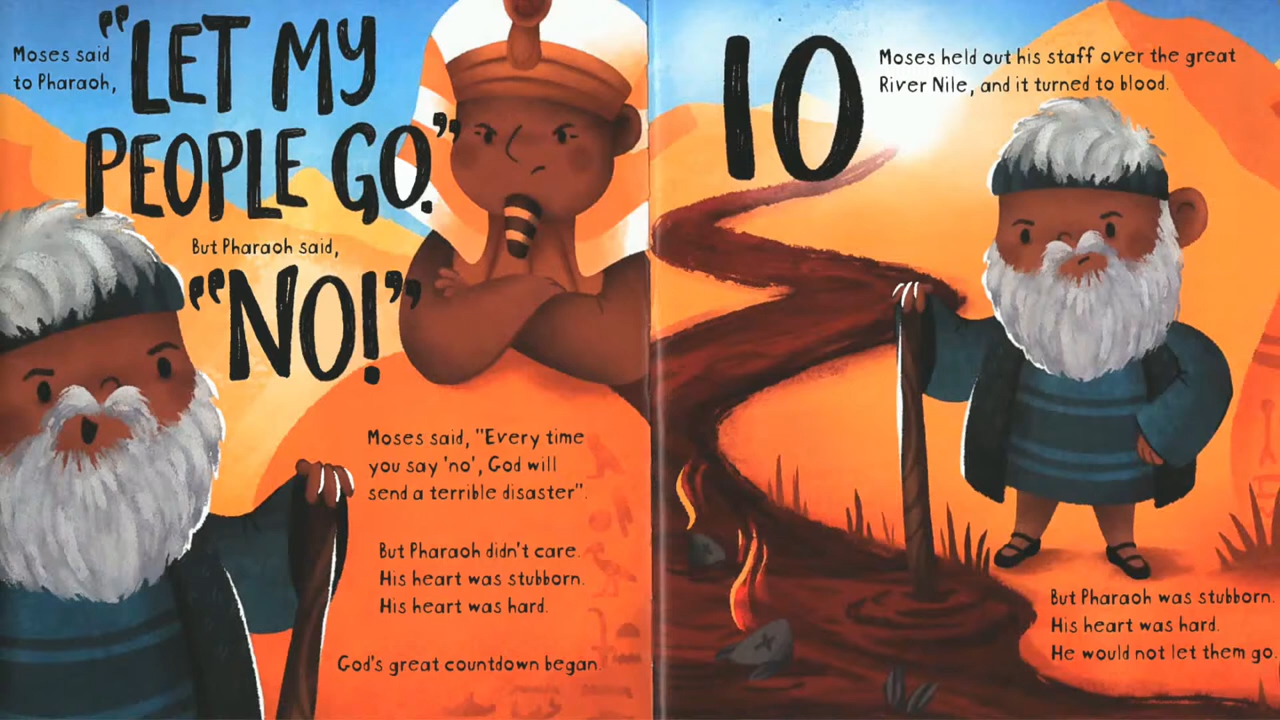 Moses said
to Pharaoh,
"LET MY
PEOPLE GO."
But Pharaoh said,
"NO!"
Moses said, "Every time
you say 'no', God will
send a terrible disaster".
But Pharaoh didn't care.
His heart was stubborn.
His heart was hard.
God's great countdown began.
10
Moses held out his staff over the great
River Nile, and it turned to blood.
But Pharaoh was stubborn.
His heart was hard.
He would not let them go.